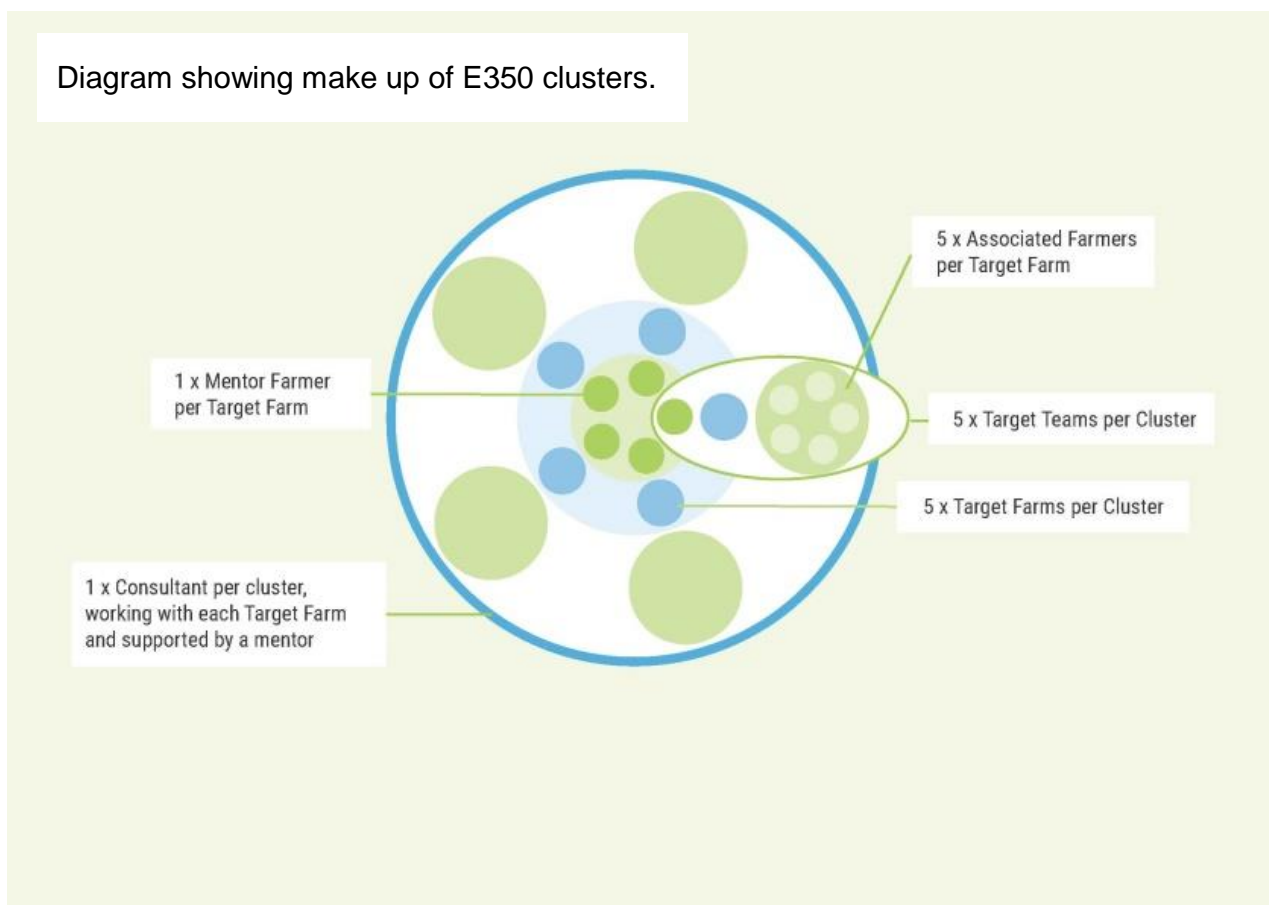 Diagram showing make up of E350 clusters.
5 x Associated Farmers
per Target Farm
1 x Mentor Farmer
per Target Farm
5 x Target Teams per Cluster
5 x Target Farms per Cluster
1 x Consultant per cluster,
working with each Target Farm
and supported by a mentor